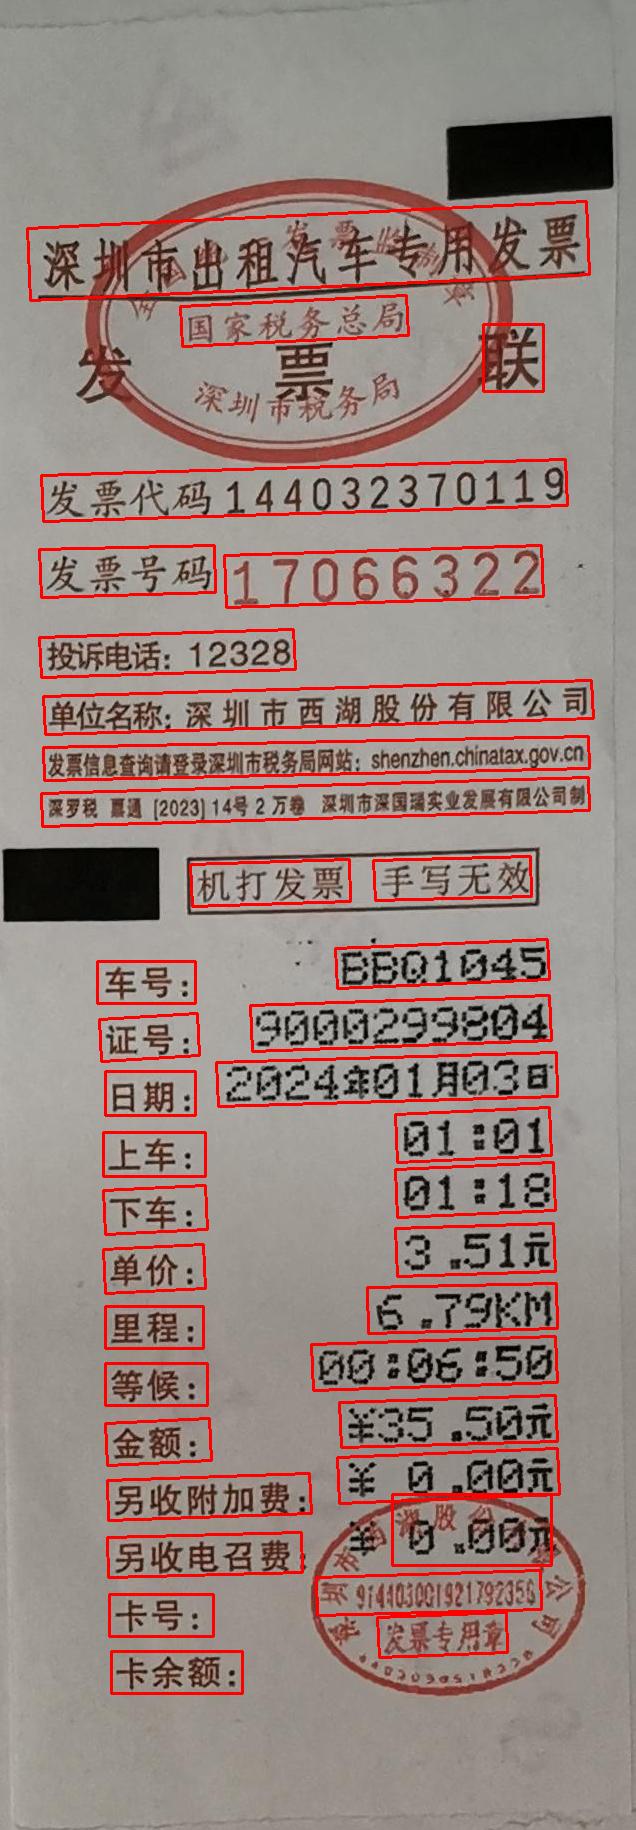 深圳市出租汽车专用发票
全国统一发票监制章
国家税务总局
发票联
深圳市税务局
发票代码 144032370119
发票号码 17066322
投诉电话：12328
单位名称：深圳市西湖股份有限公司
发票信息查询请登录深圳市税务局网站：shenzhen.chinatax.gov.cn
深罗税 票通 [2023] 14号 2 万卷 深圳市深国瑞实业发展有限公司制
机打发票 手写无效
车号： BBQ1045
证号： 9000299804
日期： 2024年01月03日
上车： 01:01
下车： 01:18
单价： 3.51元
里程： 6.79KM
等候： 00:06:50
金额： ¥35.50元
另收附加费： ¥ 0.00元
另收电召费： ¥ 0.00元
深圳市西湖股份有限公司
914403001921792356
卡号：
发票专用章
卡余额：